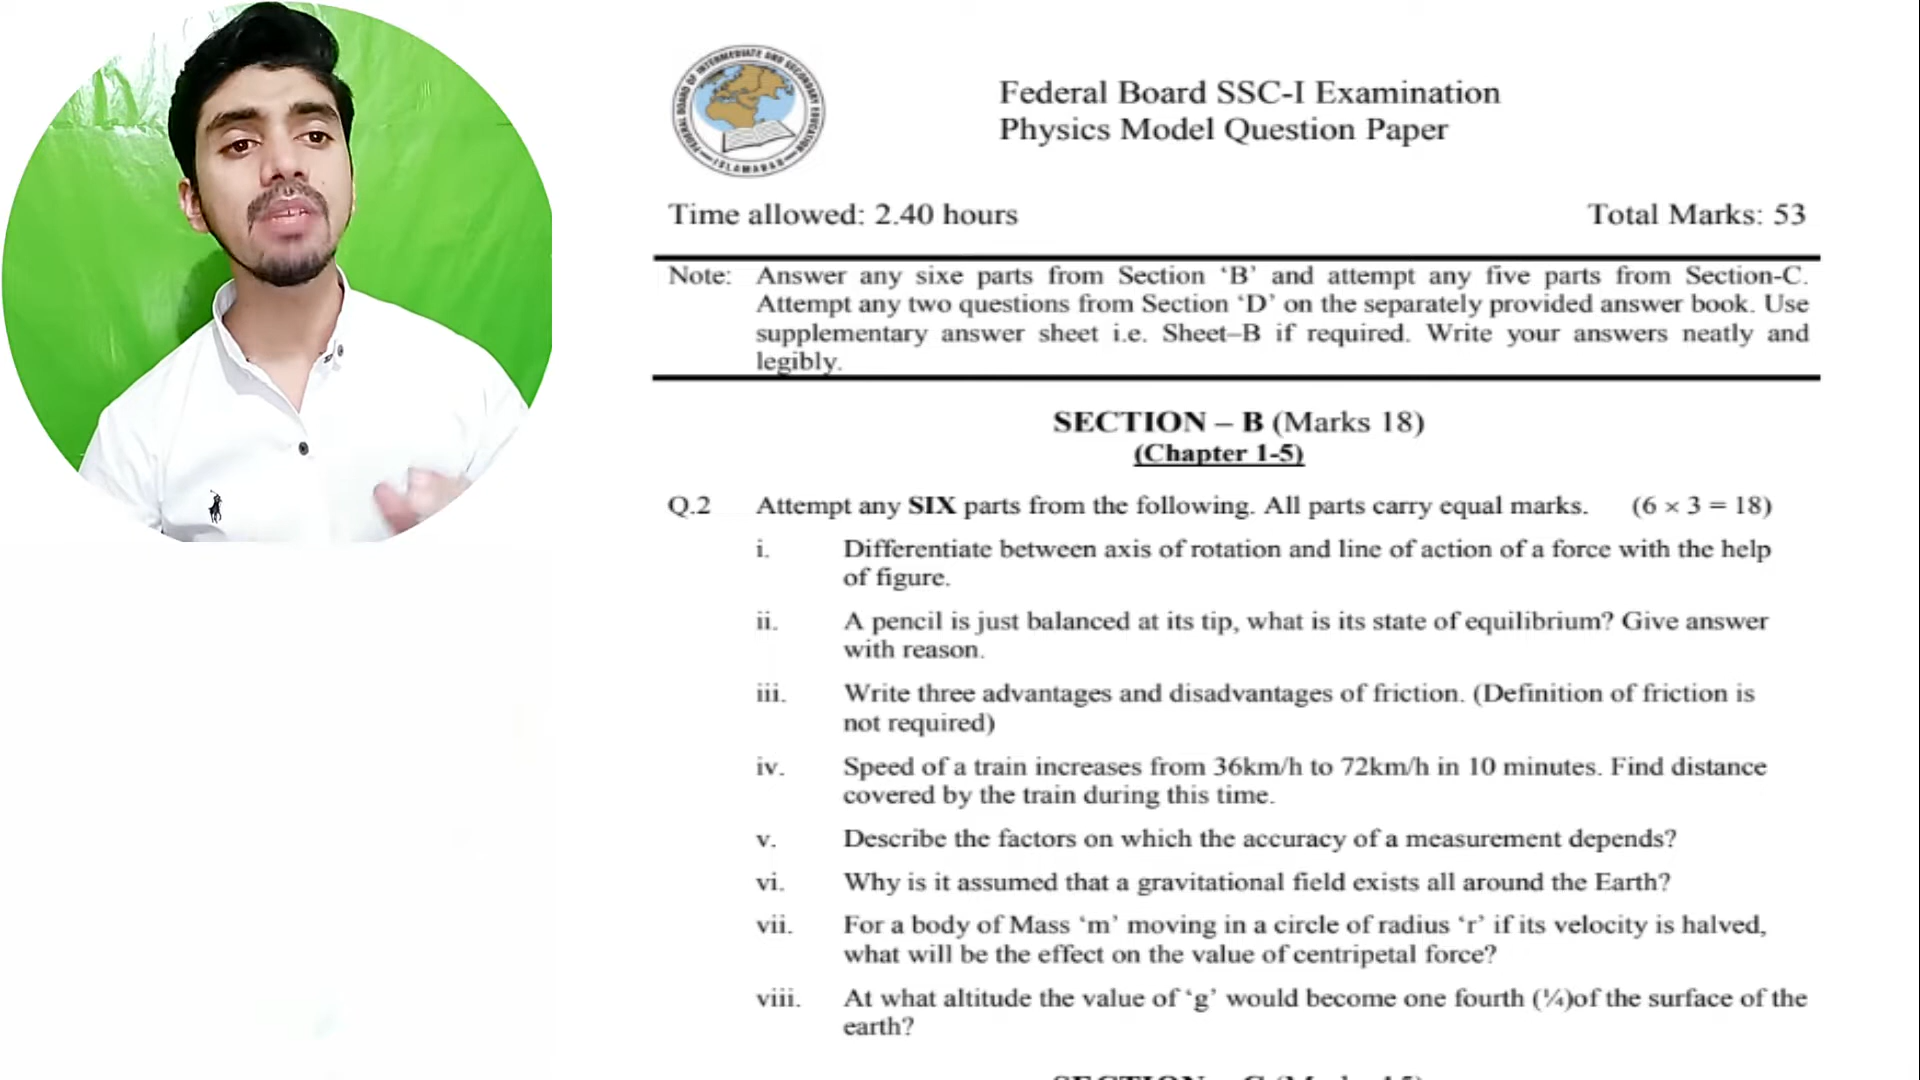 FEDERAL BOARD OF INTERMEDIATE AND SECONDARY EDUCATION
ISLAMABAD
Federal Board SSC-I Examination
Physics Model Question Paper
Time allowed: 2.40 hours Total Marks: 53
Note: Answer any sixe parts from Section ‘B’ and attempt any five parts from Section-C.
Attempt any two questions from Section ‘D’ on the separately provided answer book. Use
supplementary answer sheet i.e. Sheet–B if required. Write your answers neatly and
legibly.
SECTION – B (Marks 18)
(Chapter 1-5)
Q.2 Attempt any SIX parts from the following. All parts carry equal marks. (6 × 3 = 18)
i. Differentiate between axis of rotation and line of action of a force with the help
of figure.
ii. A pencil is just balanced at its tip, what is its state of equilibrium? Give answer
with reason.
iii. Write three advantages and disadvantages of friction. (Definition of friction is
not required)
iv. Speed of a train increases from 36km/h to 72km/h in 10 minutes. Find distance
covered by the train during this time.
v. Describe the factors on which the accuracy of a measurement depends?
vi. Why is it assumed that a gravitational field exists all around the Earth?
vii. For a body of Mass ‘m’ moving in a circle of radius ‘r’ if its velocity is halved,
what will be the effect on the value of centripetal force?
viii. At what altitude the value of ‘g’ would become one fourth (¼)of the surface of the
earth?